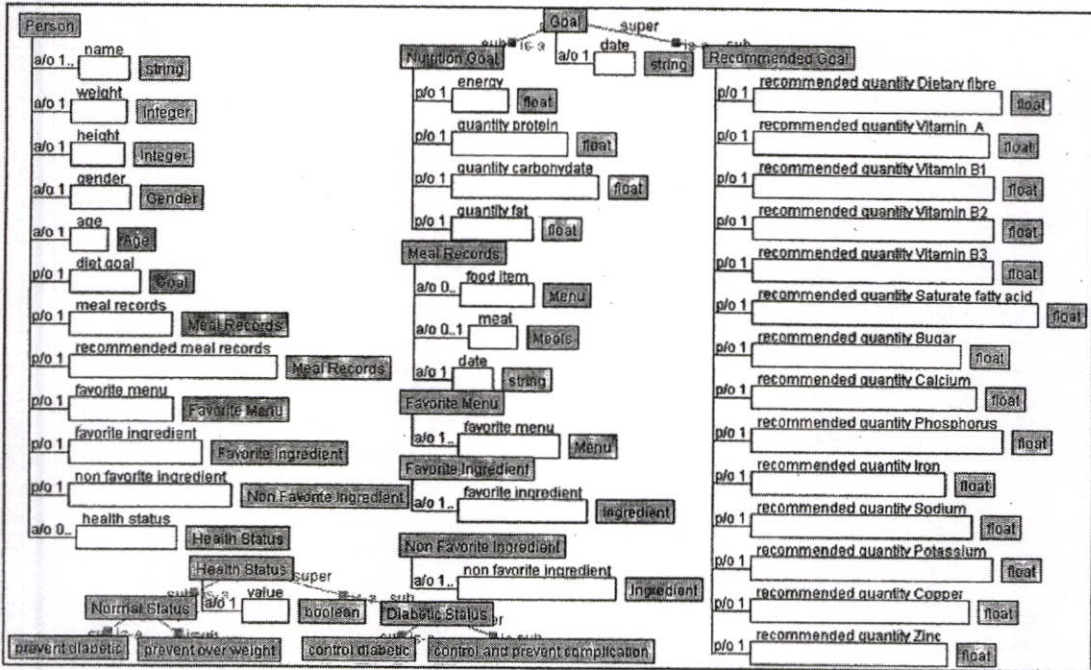 Person
a/o 1.. name string
a/o 1 weight Integer
a/o 1 height Integer
a/o 1 gender Gender
a/o 1 age Age
p/o 1 diet goal Goal
p/o 1 meal records Meal Records
p/o 1 recommended meal records Meal Records
p/o 1 favorite menu Favorite Menu
p/o 1 favorite ingredient Favorite Ingredient
p/o 1 non favorite ingredient Non Favorite Ingredient
a/o 0.. health status Health Status
Health Status
super
a/o 1 value boolean
Normal Status
Diabetic Status
prevent diabetic
prevent over weight
control diabetic
control and prevent complication
Goal
super
is-a
a/o 1 date string
Nutrition Goal
p/o 1 energy float
p/o 1 quantity protein float
p/o 1 quantity carbohydate float
p/o 1 quantity fat float
Meal Records
a/o 0.. food item Menu
a/o 0..1 meal Meals
a/o 1 date string
Favorite Menu
a/o 1.. favorite menu Menu
Favorite Ingredient
a/o 1.. favorite ingredient Ingredient
Non Favorite Ingredient
a/o 1.. non favorite ingredient Ingredient
Recommended Goal
p/o 1 recommended quantity Dietary fibre float
p/o 1 recommended quantity Vitamin A float
p/o 1 recommended quantity Vitamin B1 float
p/o 1 recommended quantity Vitamin B2 float
p/o 1 recommended quantity Vitamin B3 float
p/o 1 recommended quantity Saturate fatty acid float
p/o 1 recommended quantity Sugar float
p/o 1 recommended quantity Calcium float
p/o 1 recommended quantity Phosphorus float
p/o 1 recommended quantity Iron float
p/o 1 recommended quantity Sodium float
p/o 1 recommended quantity Potassium float
p/o 1 recommended quantity Copper float
p/o 1 recommended quantity Zinc float